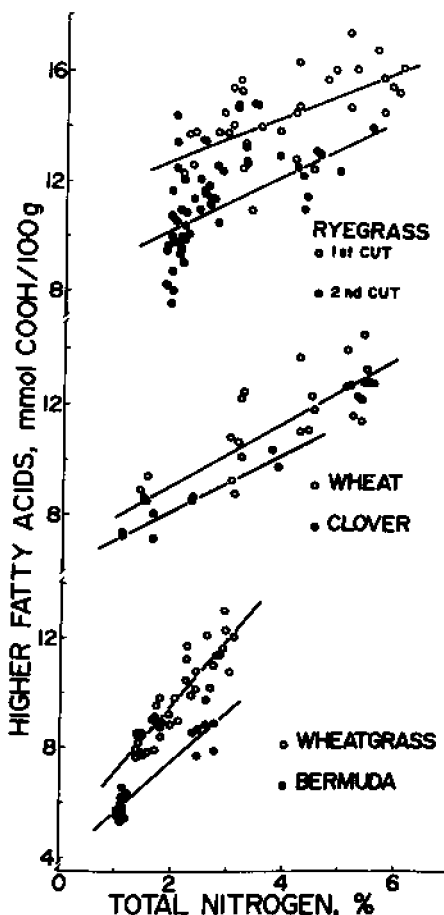 HIGHER FATTY ACIDS, mmol COOH/100g
16
12
8
RYEGRASS
1st CUT
2nd CUT
12
8
WHEAT
CLOVER
12
8
4
WHEATGRASS
BERMUDA
0 2 4 6
TOTAL NITROGEN, %